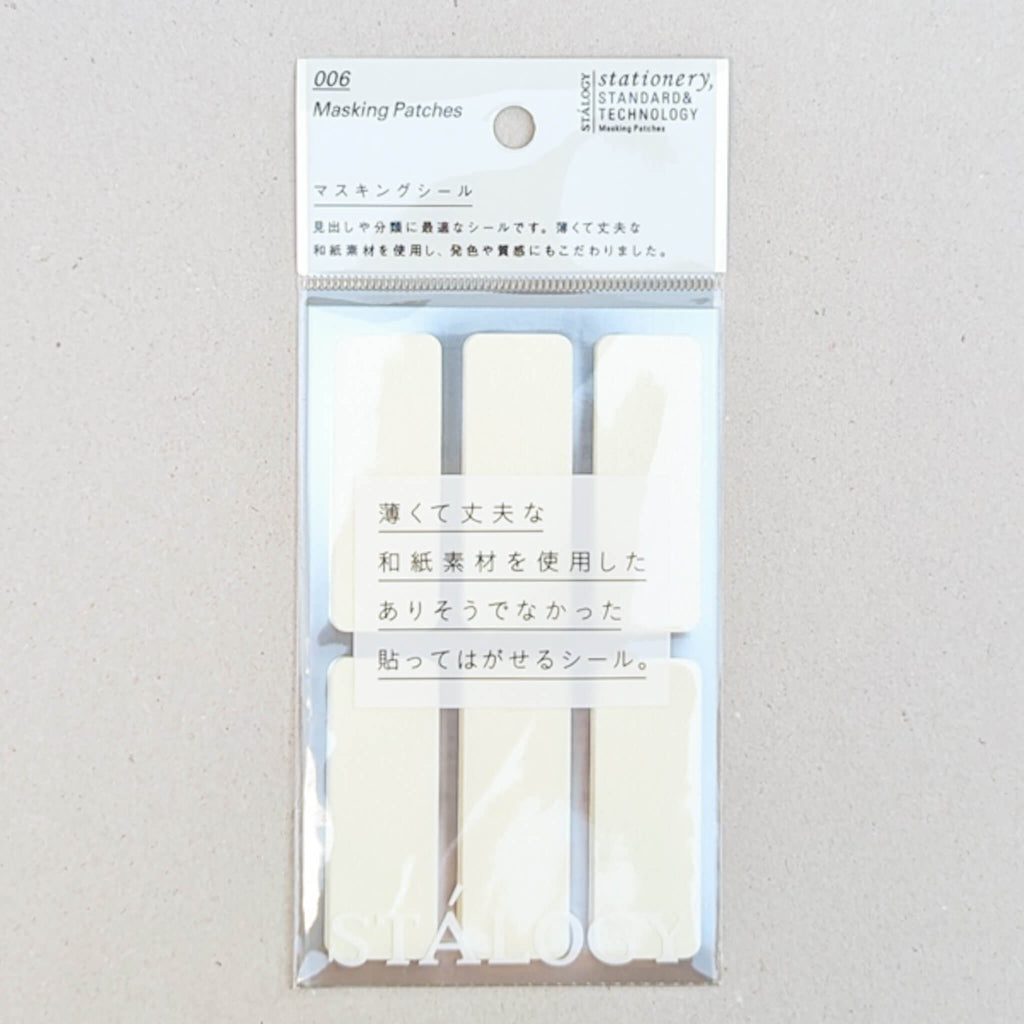 006
Masking Patches
STÁLOGY
stationery,
STANDARD&
TECHNOLOGY
Masking Patches
マスキングシール
見出しや分類に最適なシールです。薄くて丈夫な
和紙素材を使用し、発色や質感にもこだわりました。
薄くて丈夫な
和紙素材を使用した
ありそうでなかった
貼ってはがせるシール。
STÁLOGY